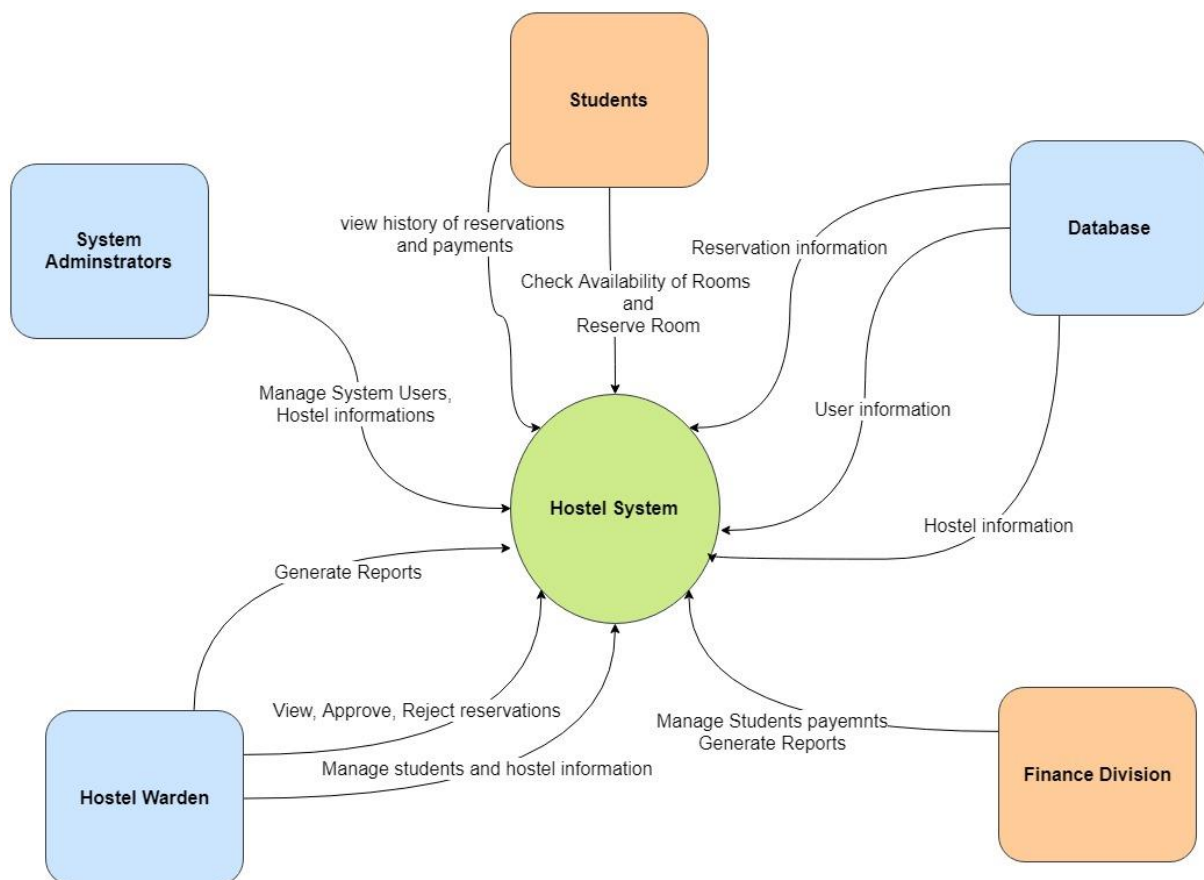 Students
System
Adminstrators
Database
view history of reservations
and payments
Reservation information
Check Availability of Rooms
and
Reserve Room
Manage System Users,
Hostel informations
User information
Hostel System
Hostel information
Generate Reports
View, Approve, Reject reservations
Manage students and hostel information
Manage Students payemnts
Generate Reports
Hostel Warden
Finance Division